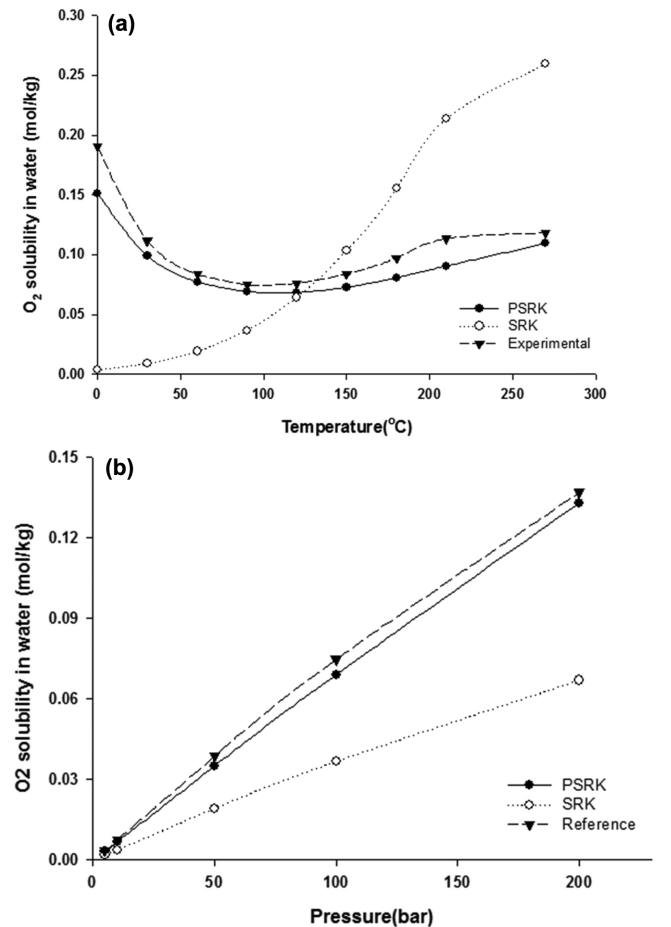 (a)
0.30
0.25
0.20
0.15
0.10
0.05
0.00
O2 solubility in water (mol/kg)
PSRK
SRK
Experimental
0 50 100 150 200 250 300
Temperature(oC)
(b)
0.15
0.12
0.09
0.06
0.03
0.00
O2 solubility in water (mol/kg)
PSRK
SRK
Reference
0 50 100 150 200
Pressure(bar)